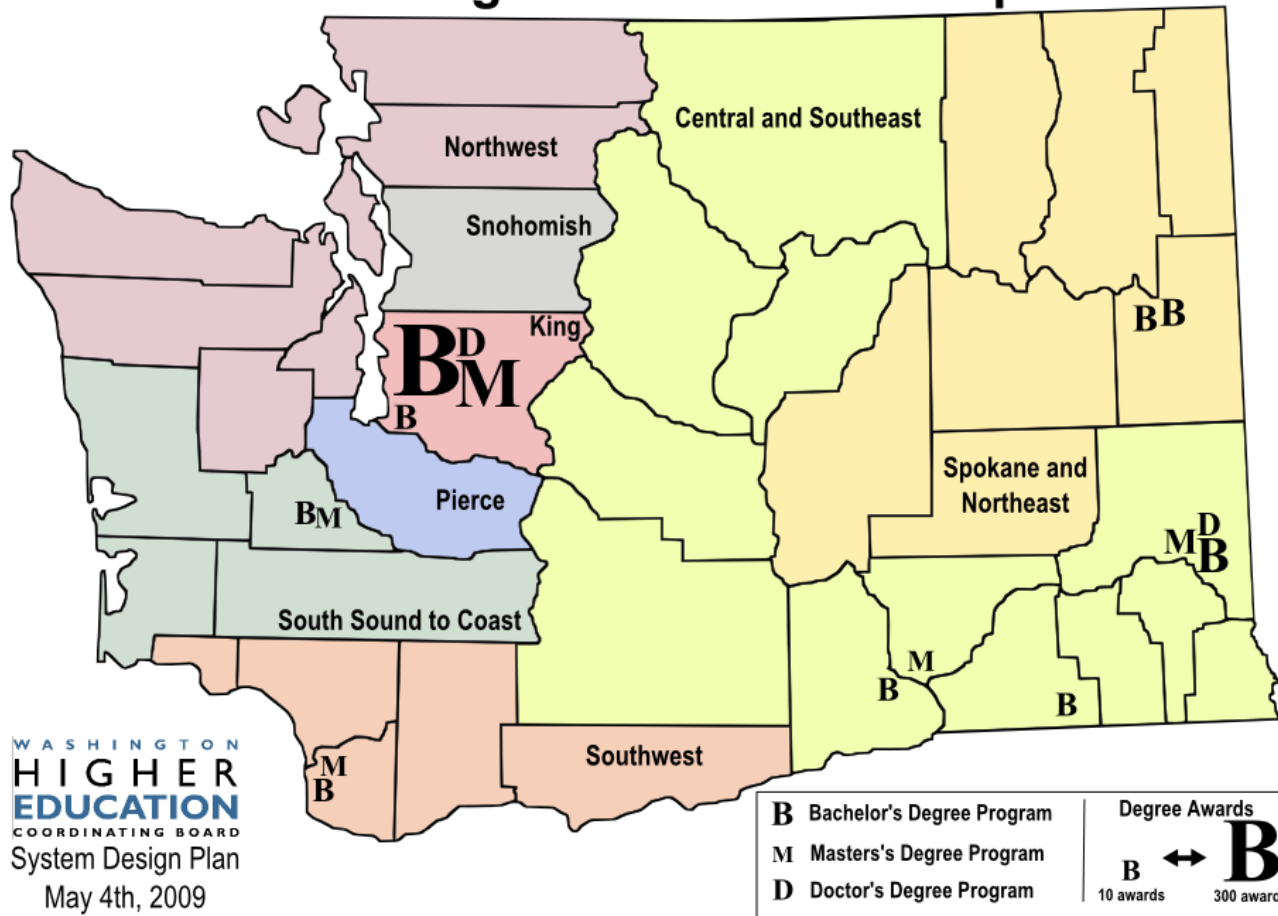 Central and Southeast
Northwest
Snohomish
King
B D
M
B
B B
Spokane and
Northeast
Pierce
B M
D
M B
South Sound to Coast
M
B
B
Southwest
M
B
WASHINGTON
HIGHER
EDUCATION
COORDINATING BOARD
System Design Plan
May 4th, 2009
B Bachelor's Degree Program
M Masters's Degree Program
D Doctor's Degree Program
Degree Awards
B B
10 awards 300 award